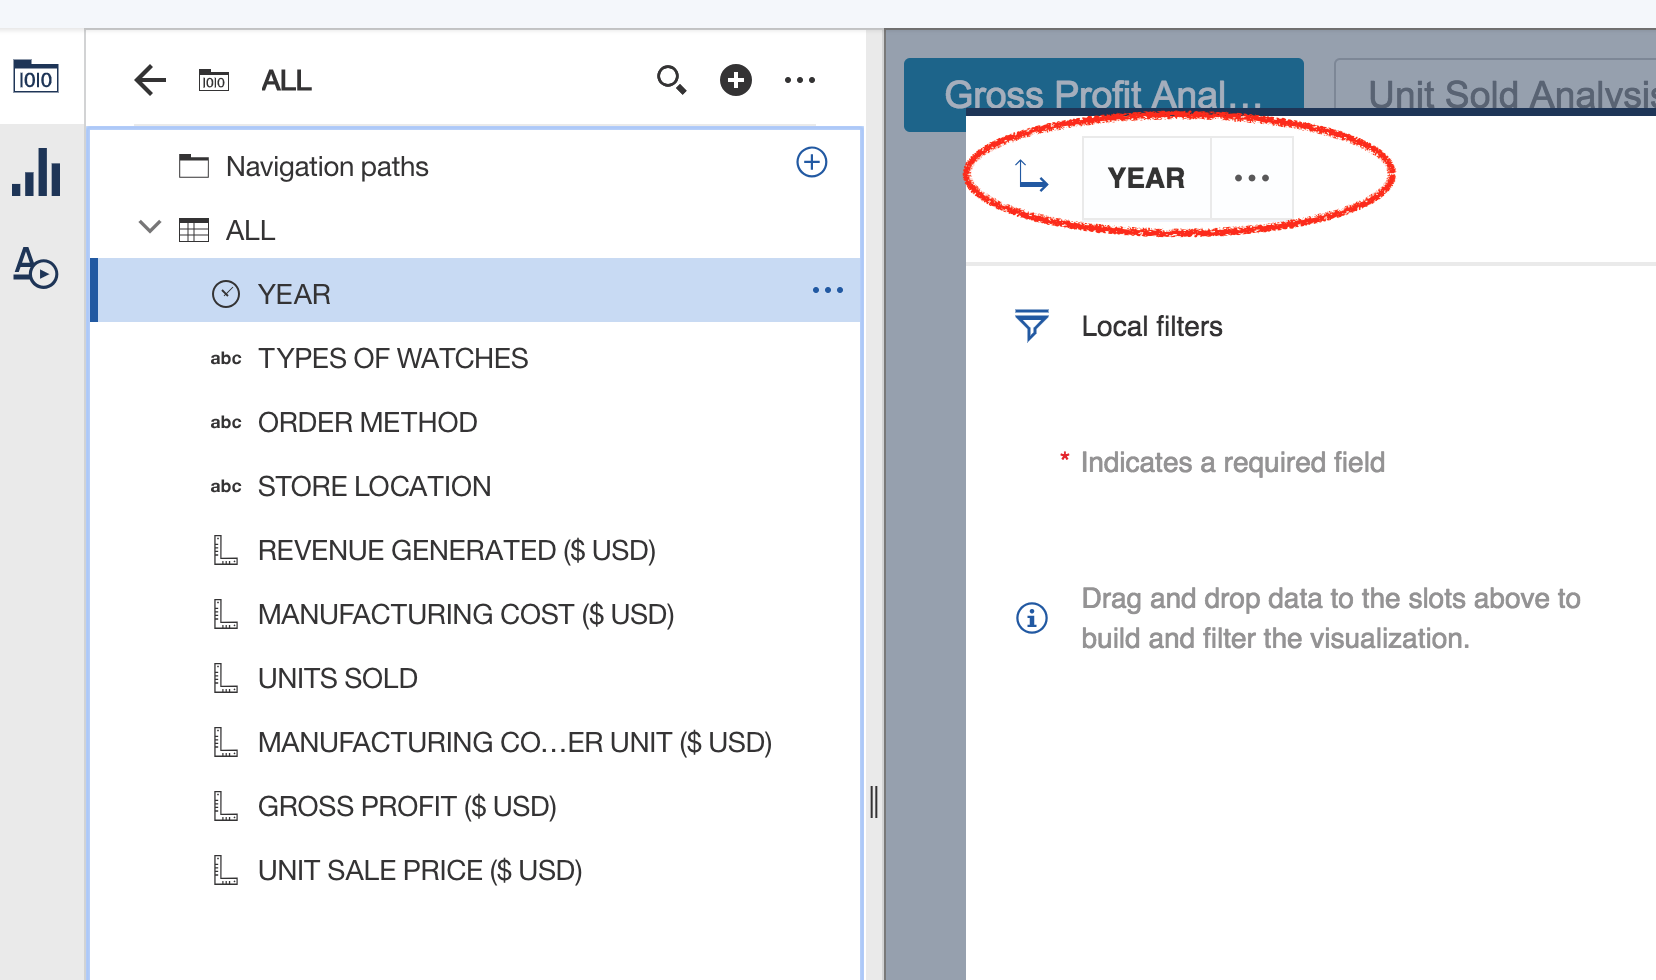 IOIO
IOIO ALL
Navigation paths
ALL
YEAR
abc TYPES OF WATCHES
abc ORDER METHOD
abc STORE LOCATION
REVENUE GENERATED ($ USD)
MANUFACTURING COST ($ USD)
UNITS SOLD
MANUFACTURING CO...ER UNIT ($ USD)
GROSS PROFIT ($ USD)
UNIT SALE PRICE ($ USD)
Gross Profit Anal...
Unit Sold Analysis
YEAR
Local filters
* Indicates a required field
Drag and drop data to the slots above to
build and filter the visualization.